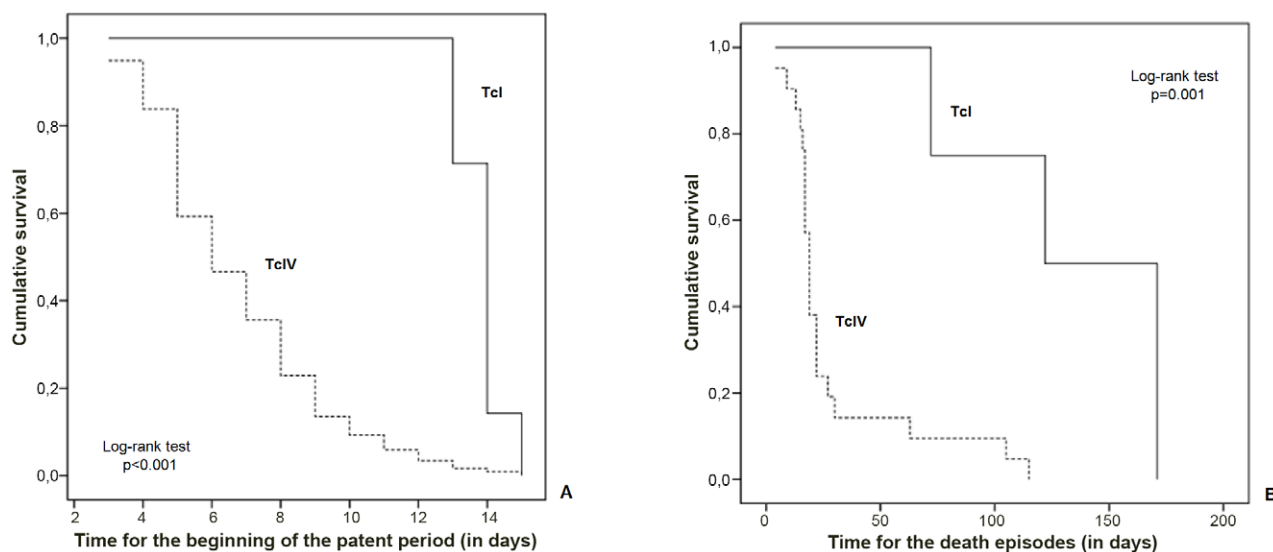 1,0
0,8
0,6
0,4
0,2
0,0
Cumulative survival
TcI
TcIV
Log-rank test
p<0.001
A
2 4 6 8 10 12 14
Time for the beginning of the patent period (in days)
1,0
0,8
0,6
0,4
0,2
0,0
Cumulative survival
Log-rank test
p=0.001
TcI
TcIV
B
0 50 100 150 200
Time for the death episodes (in days)